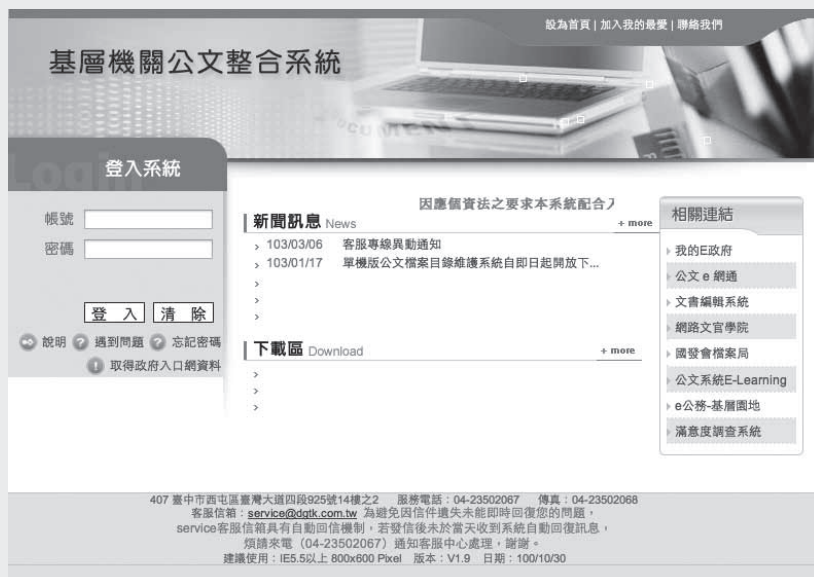 設為首頁 | 加入我的最愛 | 聯絡我們
基層機關公文整合系統
DOCUMENT
Login
登入系統
帳號
密碼
登 入 清 除
說明 遇到問題 忘記密碼
取得政府入口網資料
因應個資法之要求本系統配合
新聞訊息 News + more
103/03/06 客服專線異動通知
103/01/17 單機版公文檔案目錄維護系統自即日起開放下...
下載區 Download + more
相關連結
我的E政府
公文 e 網通
文書編輯系統
網路文官學院
國發會檔案局
公文系統E-Learning
e公務-基層園地
滿意度調查系統
407 臺中市西屯區臺灣大道四段925號14樓之2 服務電話：04-23502067 傳真：04-23502068
客服信箱：service@dgtk.com.tw 為避免因信件遺失未能即時回復您的問題，
service客服信箱具有自動回信機制，若發信後未於當天收到系統自動回復訊息，
煩請來電（04-23502067）通知客服中心處理，謝謝。
建議使用：IE5.5以上 800x600 Pixel 版本：V1.9 日期：100/10/30